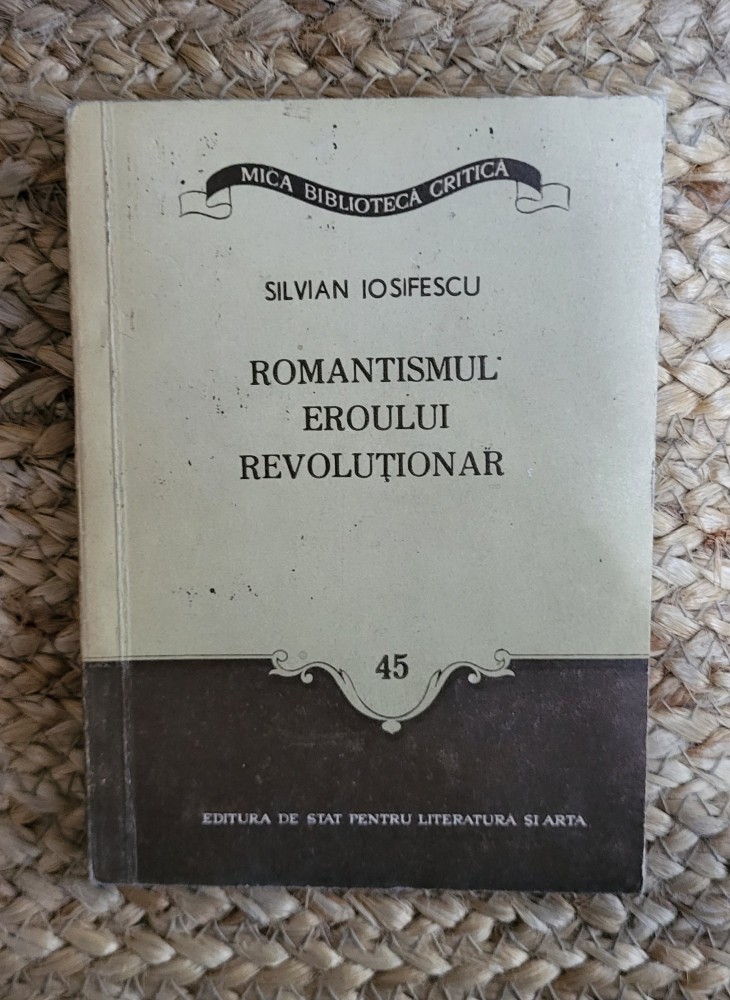 MICA BIBLIOTECĂ CRITICĂ
SILVIAN IOSIFESCU
ROMANTISMUL
EROULUI
REVOLUȚIONAR
45
EDITURA DE STAT PENTRU LITERATURĂ ȘI ARTĂ